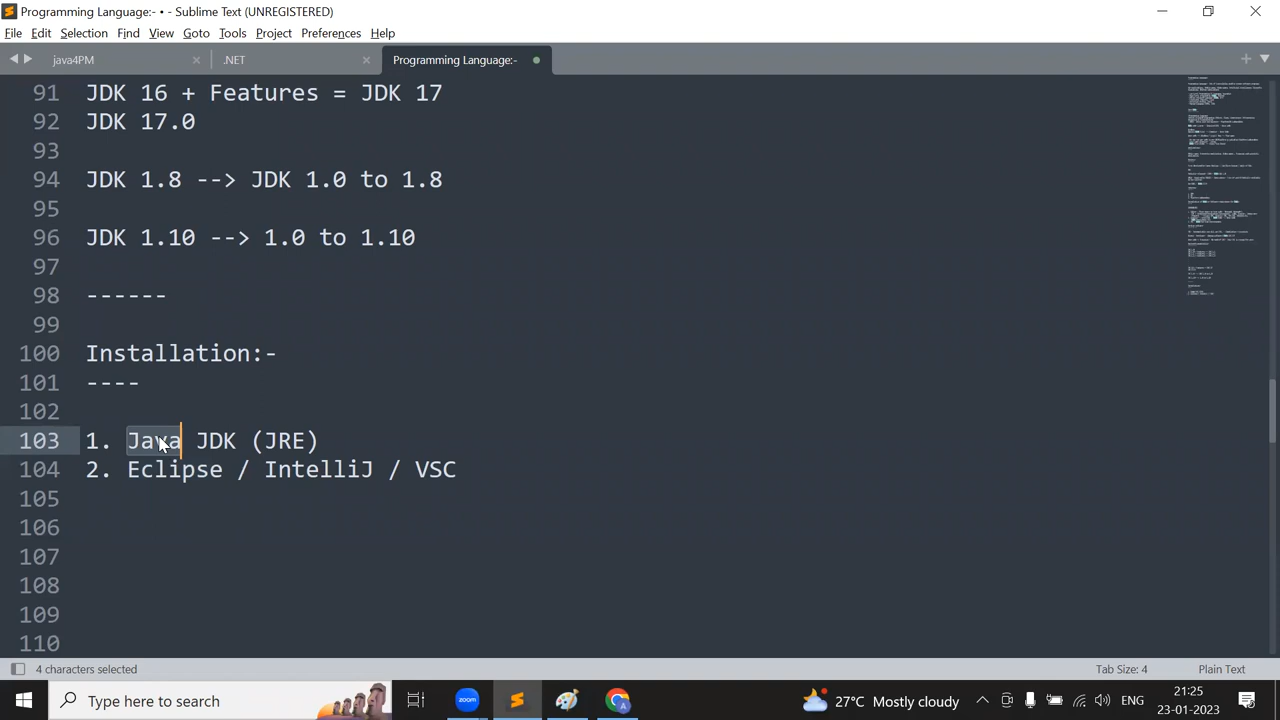 Programming Language:- • - Sublime Text (UNREGISTERED)
File Edit Selection Find View Goto Tools Project Preferences Help
java4PM .NET Programming Language:-
91 JDK 16 + Features = JDK 17
92 JDK 17.0
93
94 JDK 1.8 --> JDK 1.0 to 1.8
95
96 JDK 1.10 --> 1.0 to 1.10
97
98 ------
99
100 Installation:-
101 ----
102
103 1. Java JDK (JRE)
104 2. Eclipse / IntelliJ / VSC
105
106
107
108
109
110
4 characters selected Tab Size: 4 Plain Text
Type here to search zoom 27°C Mostly cloudy ENG 21:25
23-01-2023